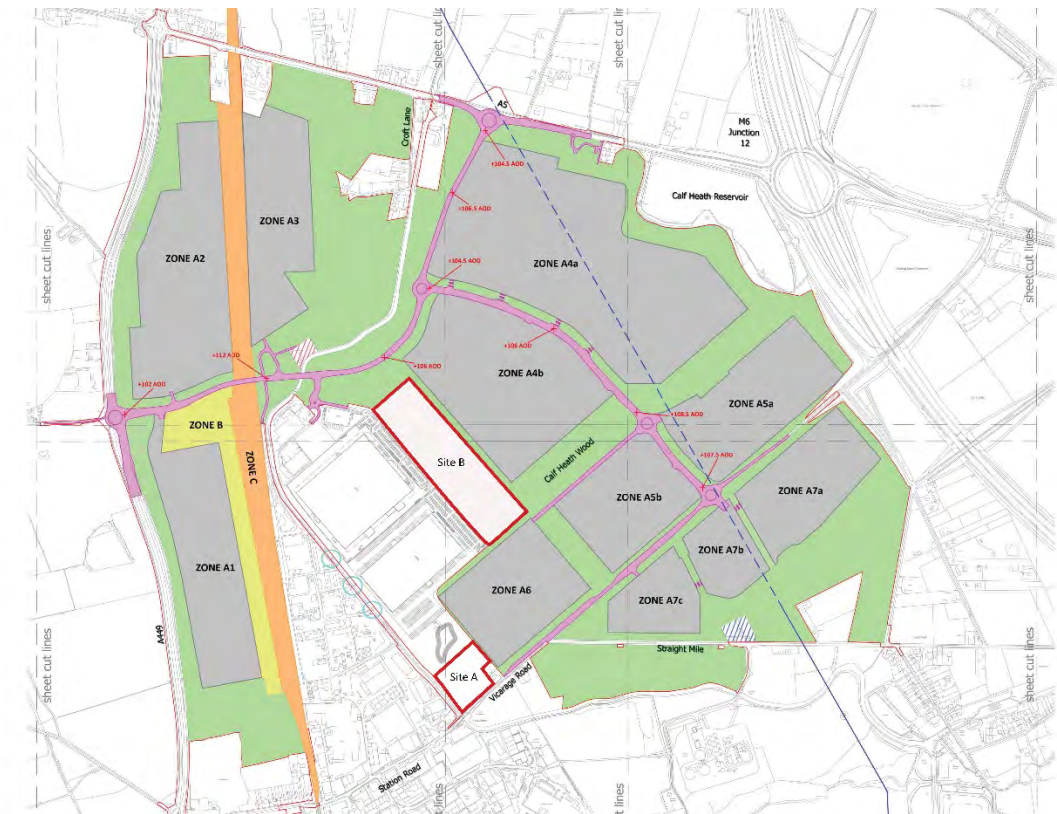 sheet cut lines
sheet cut lines
A5
Croft Lane
M6
Junction
12
+104.5 AOD
Calf Heath Reservoir
+106.5 AOD
ZONE A3
ZONE A2
ZONE A4a
sheet cut lines
sheet cut lines
+104.5 AOD
+106 AOD
+112 AOD
+106 AOD
ZONE A4b
+102 AOD
ZONE A5a
+108.5 AOD
ZONE B
Site B
Calf Heath Wood
ZONE C
+107.5 AOD
ZONE A5b
ZONE A7a
ZONE A7b
ZONE A1
ZONE A6
ZONE A7c
A449
Straight Mile
sheet cut lines
sheet cut lines
Site A
Vicarage Road
Station Road
sheet cut lines
sheet cut lines